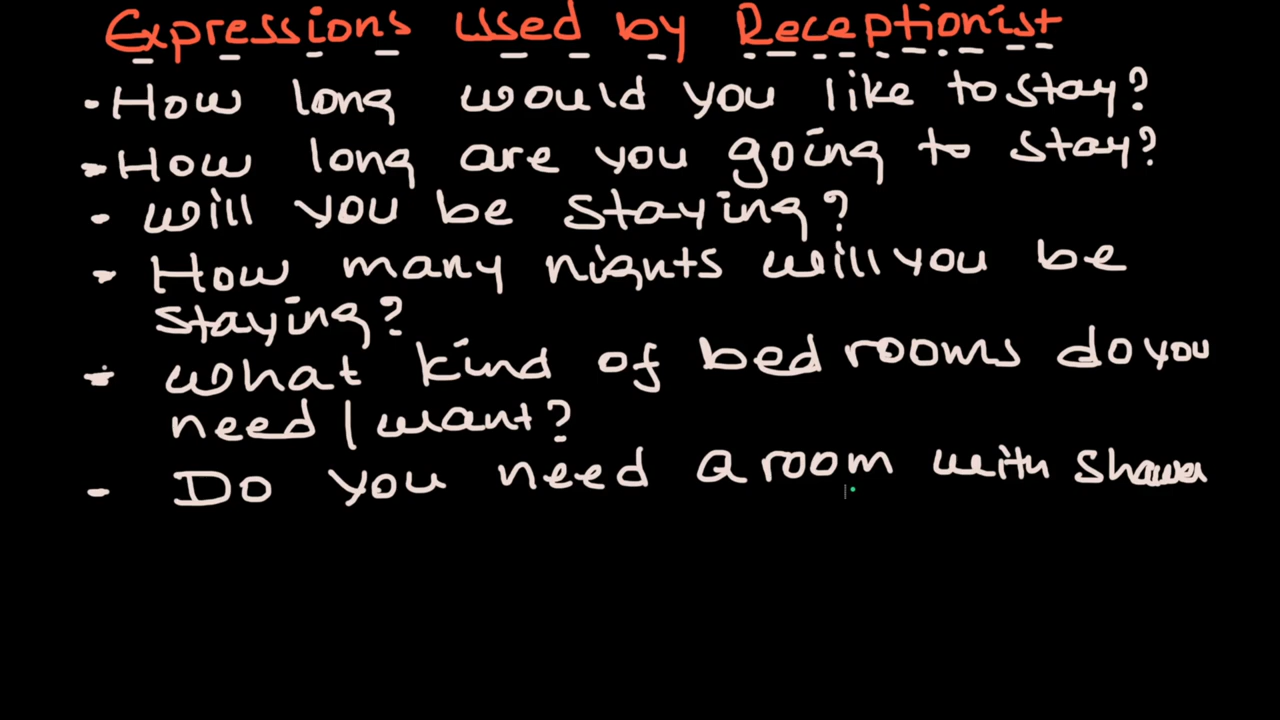 Expressions Used by Receptionist
- How long would you like to stay?
- How long are you going to stay?
- Will you be staying?
- How many nights will you be
staying?
- What kind of bed rooms do you
need / want?
- Do you need a room with shower